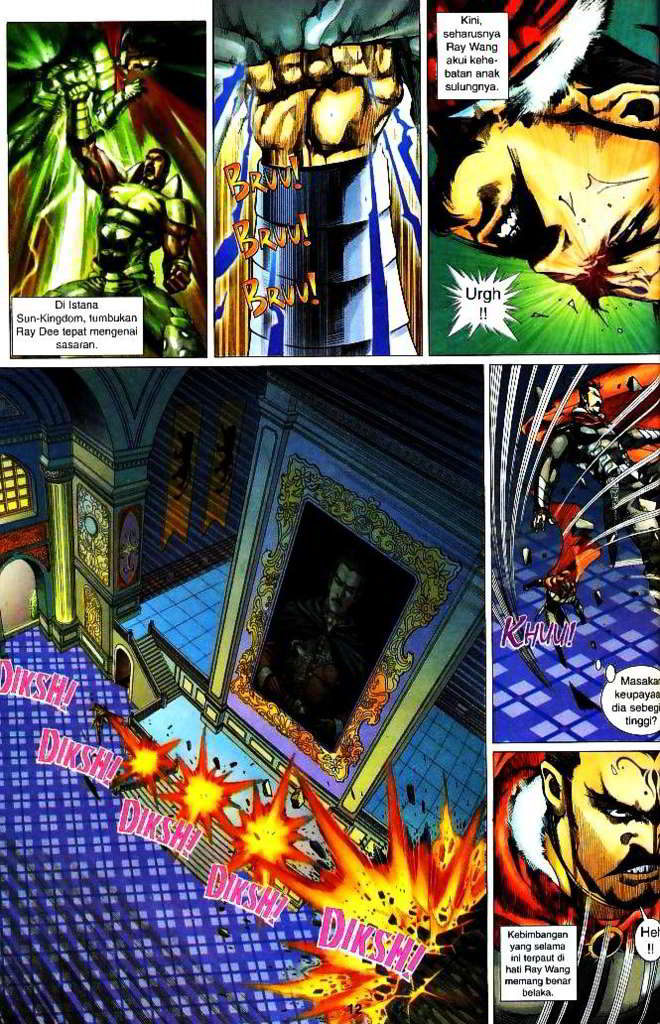 Di Istana
Sun-Kingdom, tumbukan
Ray Dee tepat mengenai
sasaran.
BRUU!
BRUU!
BRUU!
Kini,
seharusnya
Ray Wang
akui kehe-
batan anak
sulungnya.
Urgh
!!
DIKSH!
DIKSH!
DIKSH!
DIKSH!
DIKSH!
KHUU!
Masakan
keupayaan
dia sebegi
tinggi?
Kebimbangan
yang selama
ini terpaut di
hati Ray Wang
memang benar
belaka.
Heh
!!
12